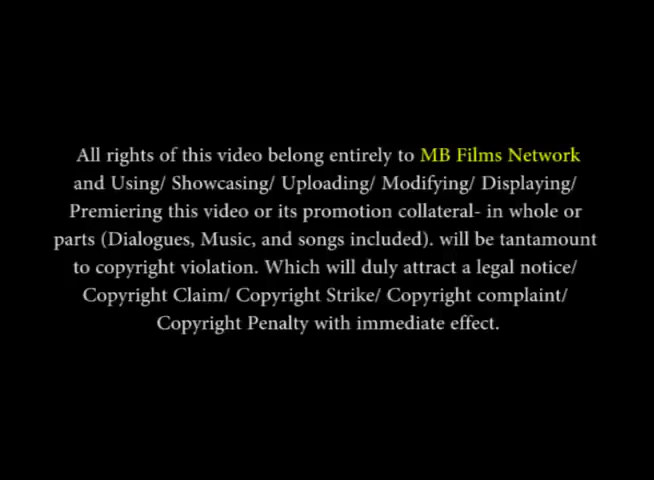 All rights of this video belong entirely to MB Films Network
and Using/ Showcasing/ Uploading/ Modifying/ Displaying/
Premiering this video or its promotion collateral- in whole or
parts (Dialogues, Music, and songs included). will be tantamount
to copyright violation. Which will duly attract a legal notice/
Copyright Claim/ Copyright Strike/ Copyright complaint/
Copyright Penalty with immediate effect.